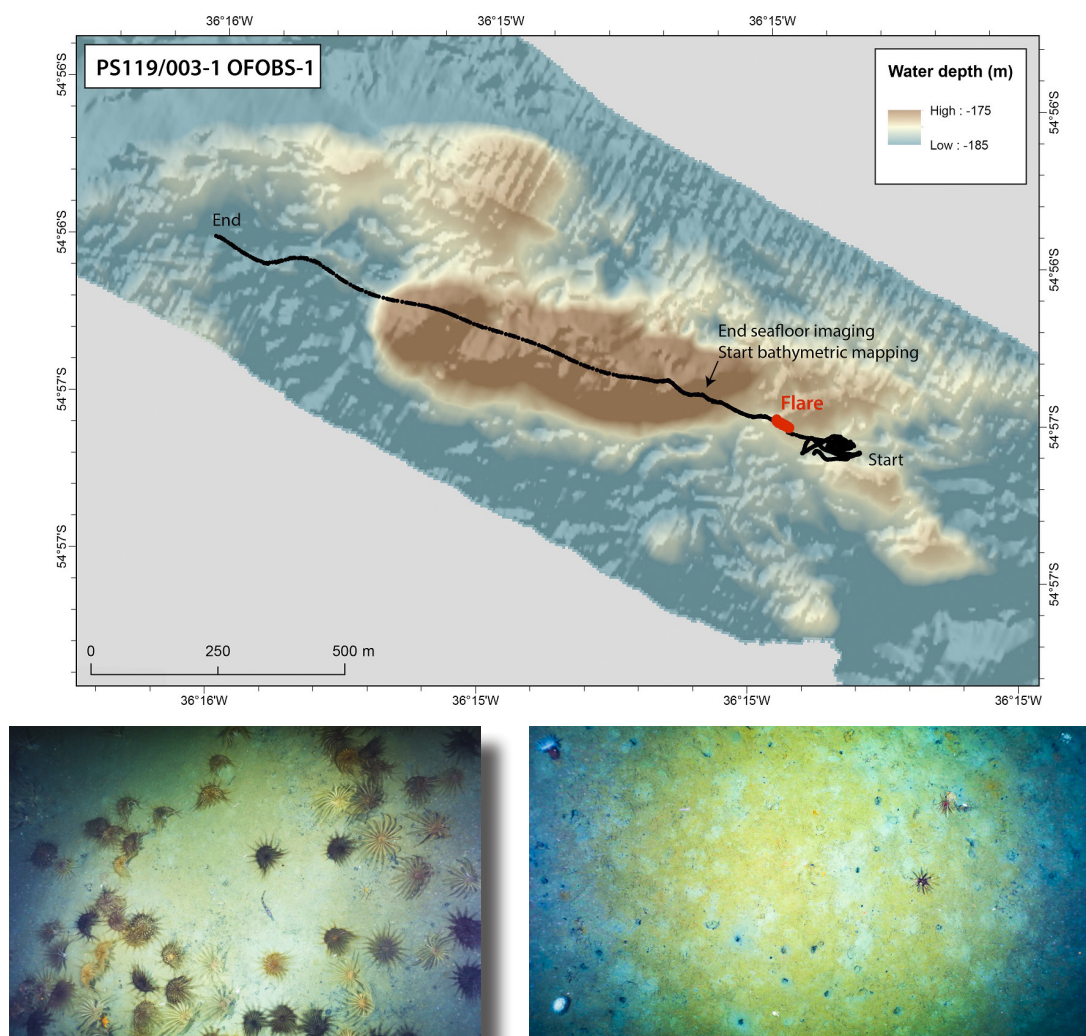 36°16'W 36°15'W 36°15'W
PS119/003-1 OFOBS-1
Water depth (m)
High : -175
Low : -185
54°56'S
54°56'S
54°56'S
54°56'S
End
End seafloor imaging
Start bathymetric mapping
54°57'S
Flare
54°57'S
Start
54°57'S
54°57'S
0 250 500 m
36°16'W 36°15'W 36°15'W 36°15'W